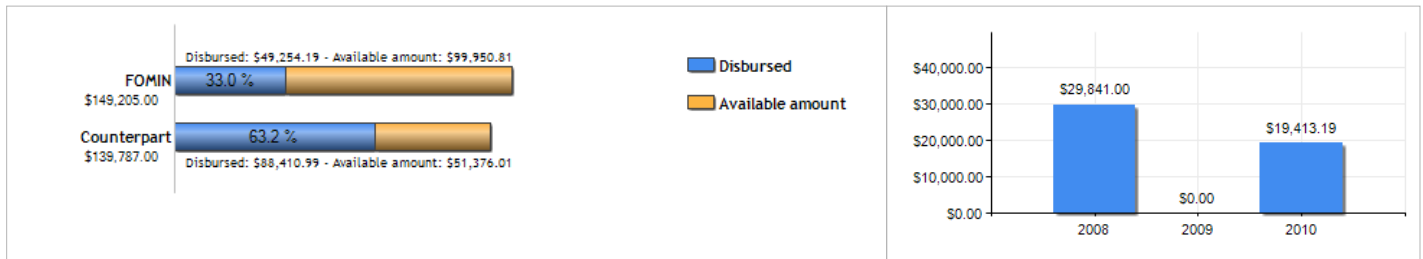 Disbursed: $49,254.19 - Available amount: $99,950.81
FOMIN
33.0 %
$149,205.00
Counterpart
63.2 %
$139,787.00
Disbursed: $88,410.99 - Available amount: $51,376.01
Disbursed
Available amount
$40,000.00
$30,000.00
$20,000.00
$10,000.00
$0.00
$29,841.00
$0.00
$19,413.19
2008
2009
2010